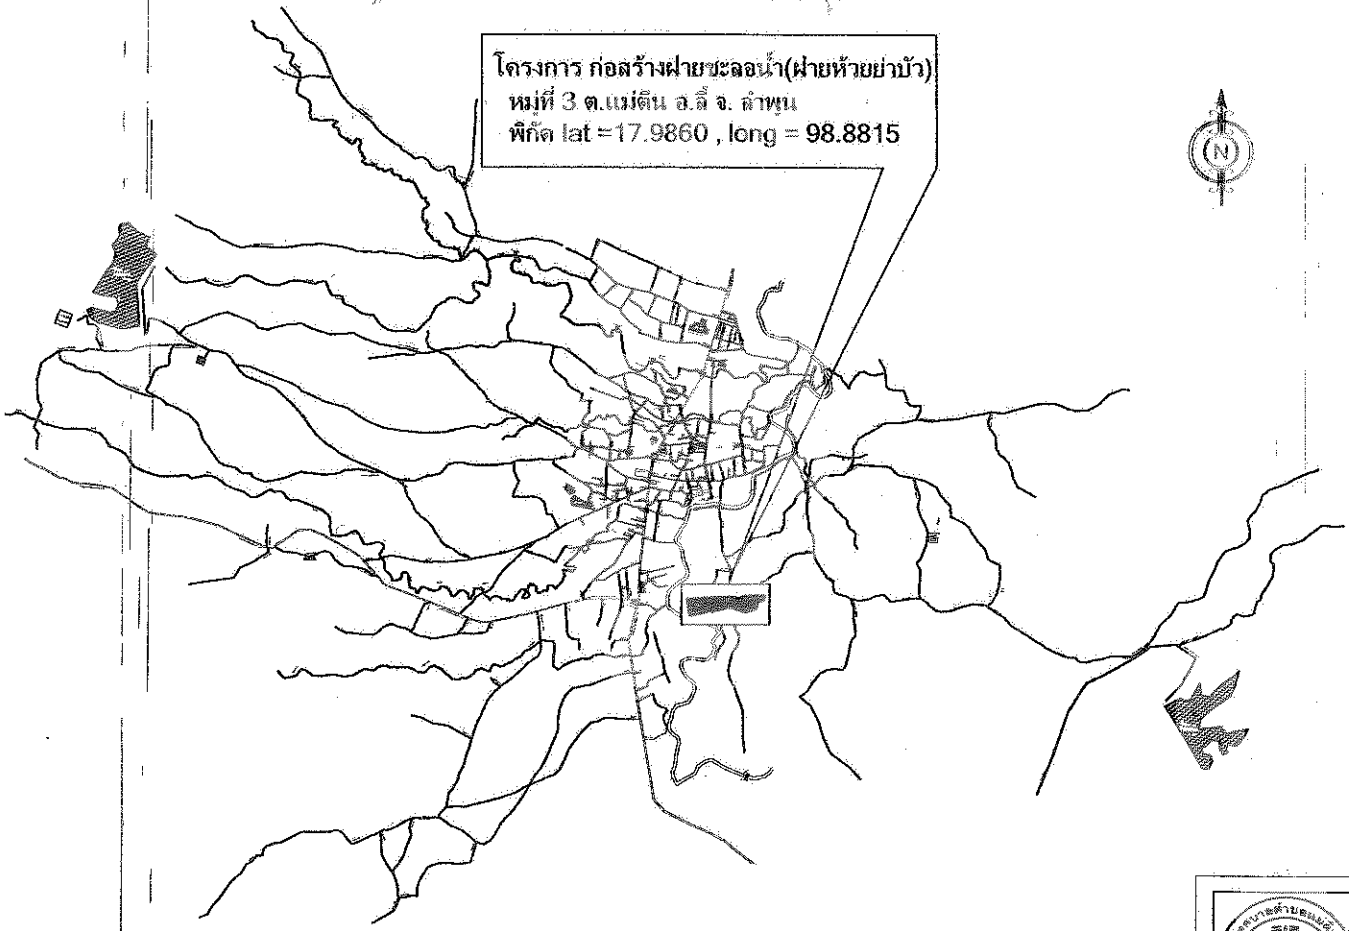 โครงการ ก่อสร้างฝายชะลอน้ำ(ฝายห้วยย่าบัว)
หมู่ที่ 3 ต.แม่ตืน อ.ลี้ จ. ลำพูน
พิกัด lat =17.9860 , long = 98.8815
N